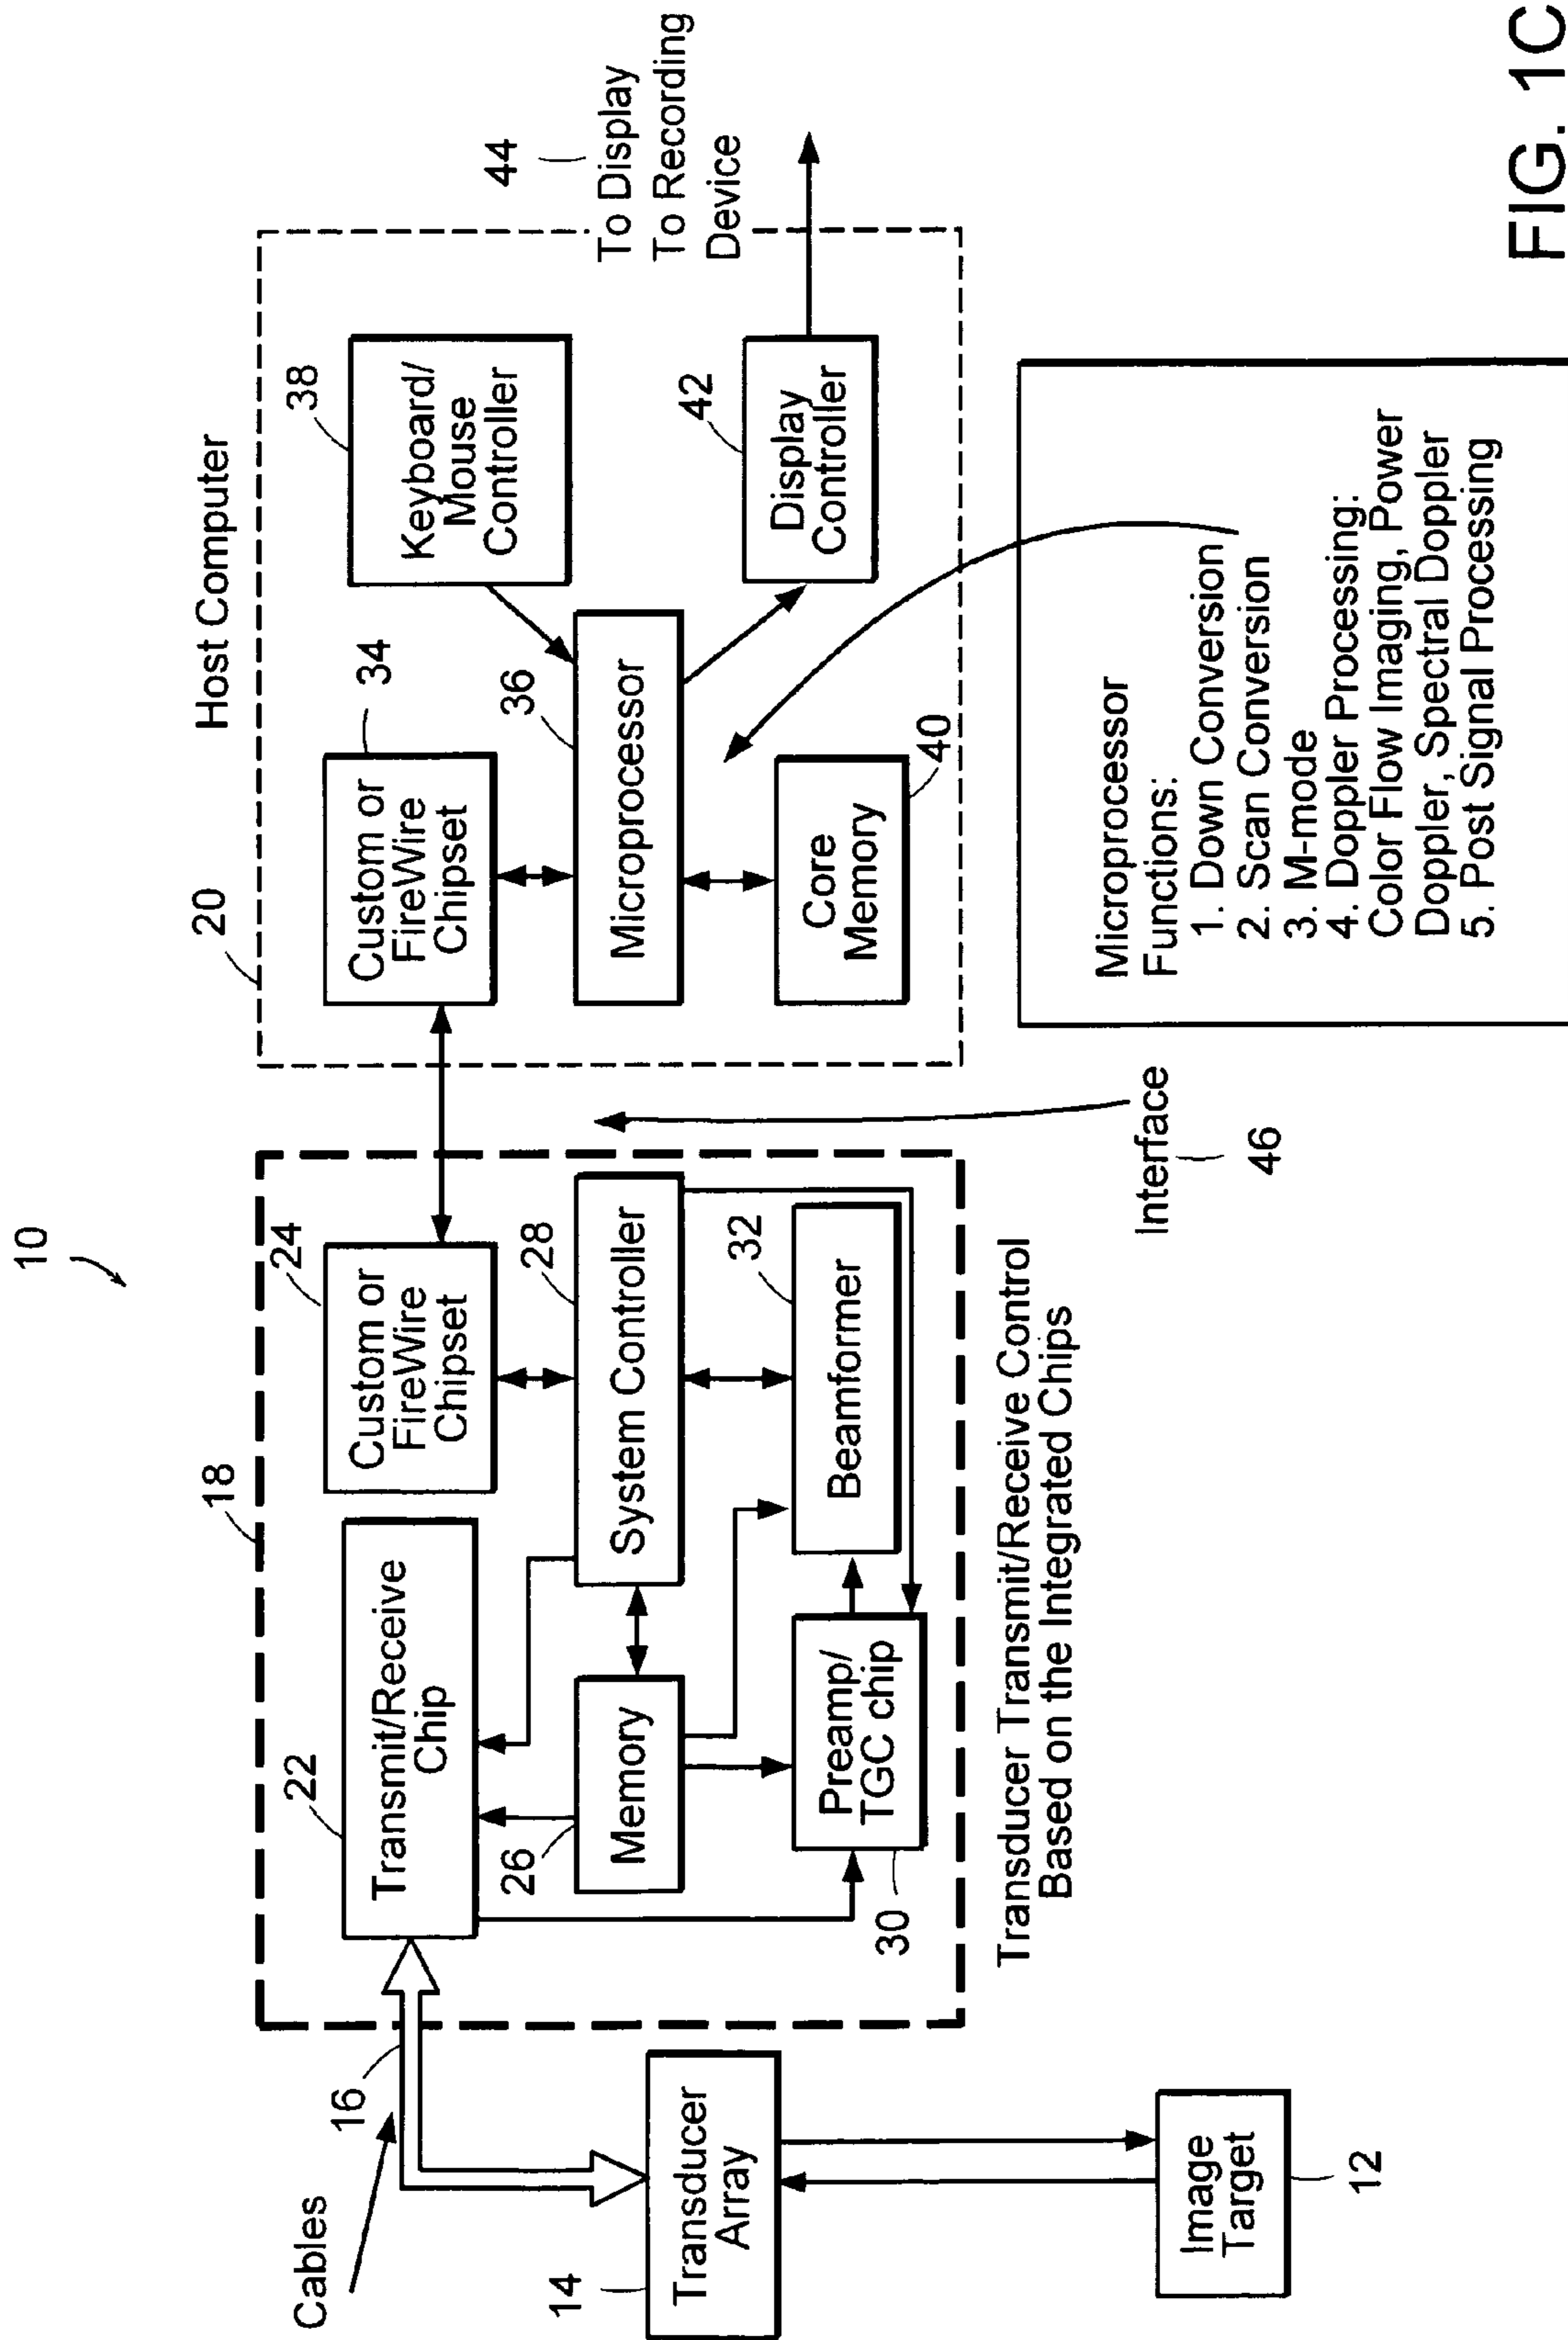 10
Cables
16
14
Transducer
Array
Image
Target
12
18
22
Transmit/Receive
Chip
24
Custom or
FireWire
Chipset
26
Memory
28
System Controller
30
Preamp/
TGC chip
32
Beamformer
Transducer Transmit/Receive Control
Based on the Integrated Chips
Interface
46
20
Host Computer
34
Custom or
FireWire
Chipset
36
Microprocessor
38
Keyboard/
Mouse
Controller
Core
Memory
40
42
Display
Controller
44
To Display
To Recording
Device
Microprocessor
Functions:
1. Down Conversion
2. Scan Conversion
3. M-mode
4. Doppler Processing:
Color Flow Imaging, Power
Doppler, Spectral Doppler
5. Post Signal Processing
FIG. 1C